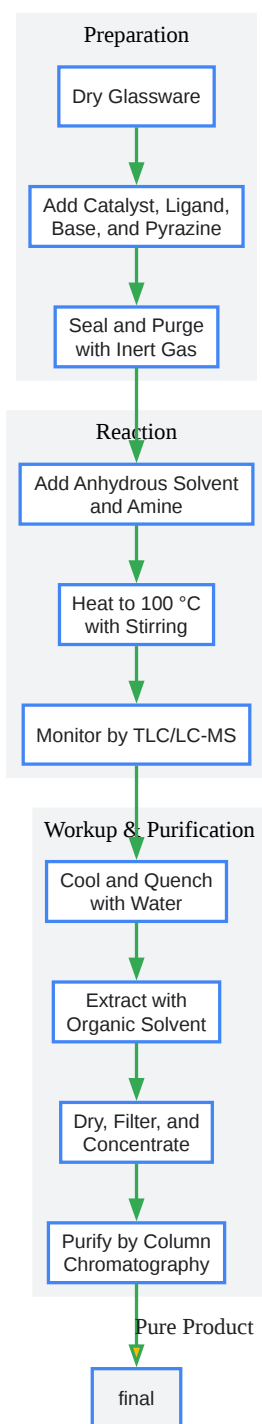 Preparation
Dry Glassware
Add Catalyst, Ligand,
Base, and Pyrazine
Seal and Purge
with Inert Gas
Reaction
Add Anhydrous Solvent
and Amine
Heat to 100 °C
with Stirring
Monitor by TLC/LC-MS
Workup & Purification
Cool and Quench
with Water
Extract with
Organic Solvent
Dry, Filter, and
Concentrate
Purify by Column
Chromatography
Pure Product
final